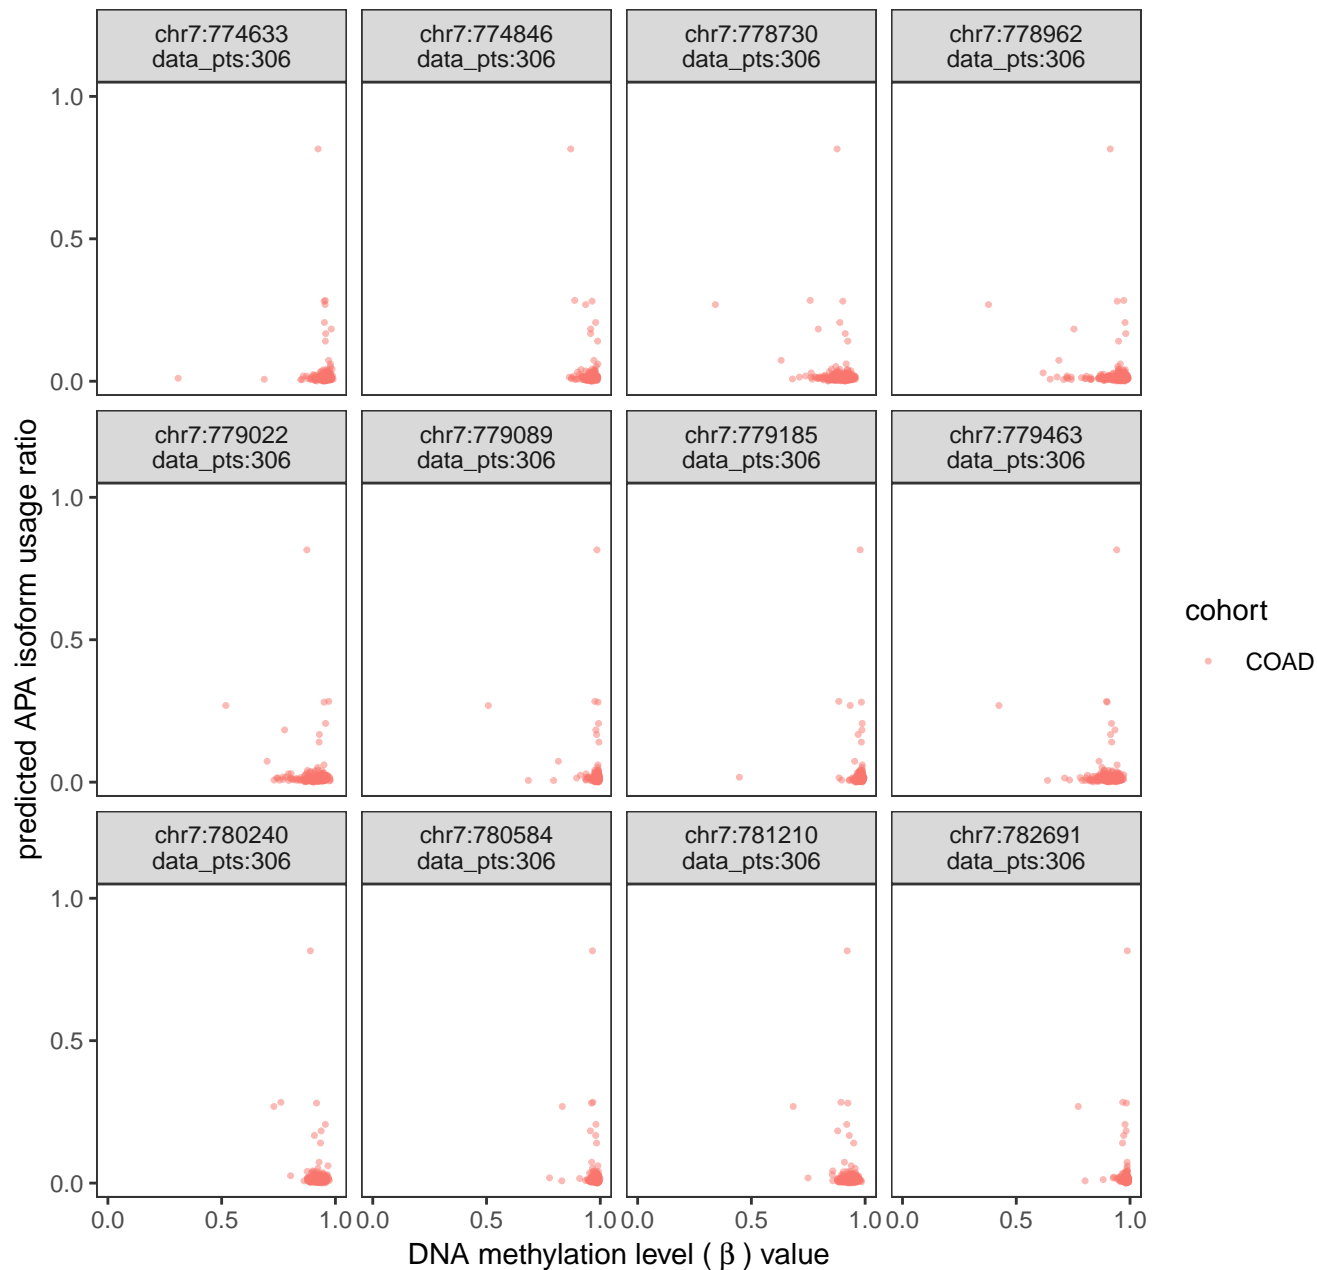 chr7:774633
data_pts:306
chr7:774846
data_pts:306
chr7:778730
data_pts:306
chr7:778962
data_pts:306
1.0
0.5
0.0
chr7:779022
data_pts:306
chr7:779089
data_pts:306
chr7:779185
data_pts:306
chr7:779463
data_pts:306
1.0
0.5
0.0
predicted APA isoform usage ratio
cohort
COAD
chr7:780240
data_pts:306
chr7:780584
data_pts:306
chr7:781210
data_pts:306
chr7:782691
data_pts:306
1.0
0.5
0.0
0.0 0.5 1.0 0.0 0.5 1.0 0.0 0.5 1.0 0.0 0.5 1.0
DNA methylation level ( β ) value